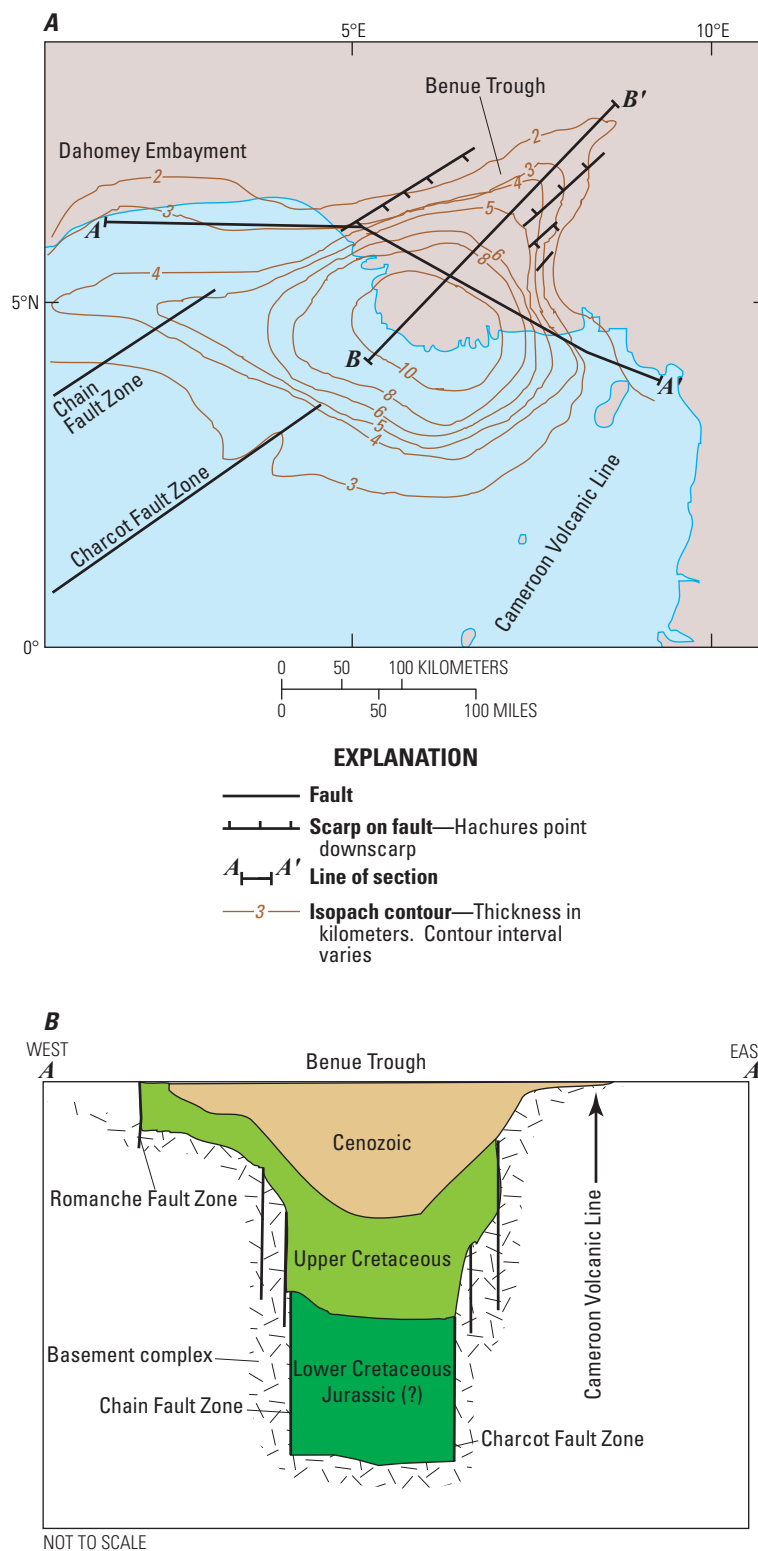 A
5°E
10°E
Benue Trough
B'
Dahomey Embayment
2
2
3
3
4
A
5
4
6
8
5°N
B
10
A'
8
Chain
Fault Zone
6
5
4
3
Charcot Fault Zone
Cameroon Volcanic Line
0°
0 50 100 KILOMETERS
0 50 100 MILES
EXPLANATION
Fault
Scarp on fault—Hachures point
downscarp
A A' Line of section
3 Isopach contour—Thickness in
kilometers. Contour interval
varies
B
WEST
EAS
A
Benue Trough
A
Cenozoic
Romanche Fault Zone
Upper Cretaceous
Cameroon Volcanic Line
Basement complex
Lower Cretaceous
Jurassic (?)
Chain Fault Zone
Charcot Fault Zone
NOT TO SCALE